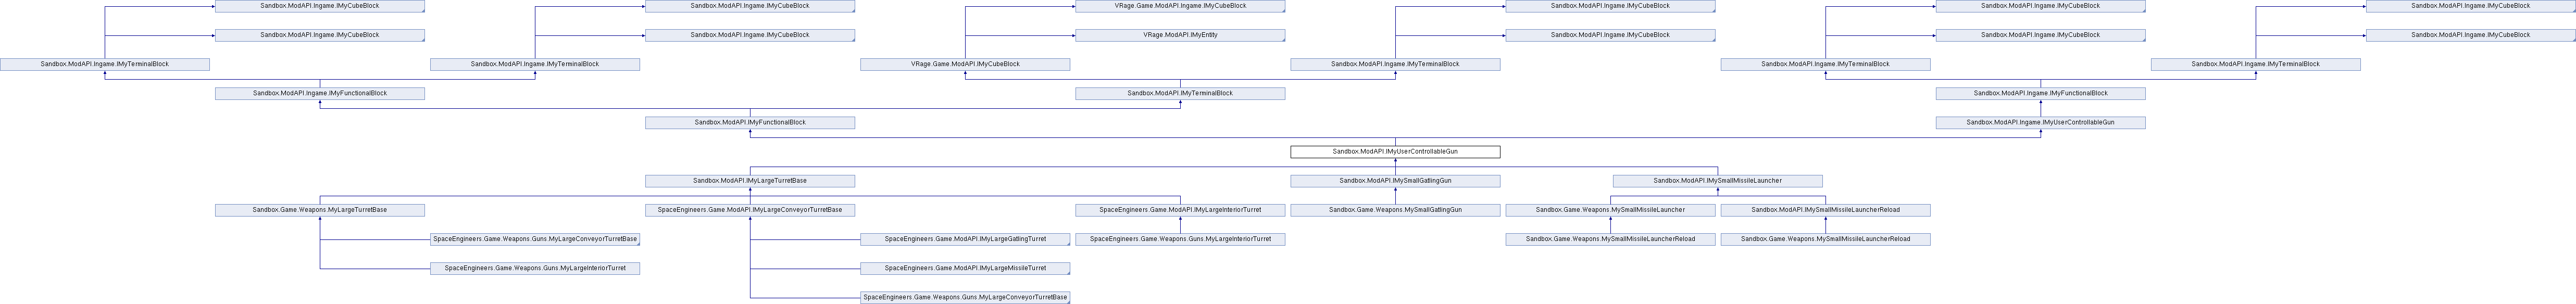 Sandbox.ModAPI.Ingame.IMyCubeBlock
Sandbox.ModAPI.Ingame.IMyCubeBlock
VRage.Game.ModAPI.Ingame.IMyCubeBlock
Sandbox.ModAPI.Ingame.IMyCubeBlock
Sandbox.ModAPI.Ingame.IMyCubeBlock
Sandbox.ModAPI.Ingame.IMyCubeBlock
Sandbox.ModAPI.Ingame.IMyCubeBlock
Sandbox.ModAPI.Ingame.IMyCubeBlock
VRage.ModAPI.IMyEntity
Sandbox.ModAPI.Ingame.IMyCubeBlock
Sandbox.ModAPI.Ingame.IMyCubeBlock
Sandbox.ModAPI.Ingame.IMyCubeBlock
Sandbox.ModAPI.Ingame.IMyTerminalBlock
Sandbox.ModAPI.Ingame.IMyTerminalBlock
VRage.Game.ModAPI.IMyCubeBlock
Sandbox.ModAPI.Ingame.IMyTerminalBlock
Sandbox.ModAPI.Ingame.IMyTerminalBlock
Sandbox.ModAPI.Ingame.IMyTerminalBlock
Sandbox.ModAPI.Ingame.IMyFunctionalBlock
Sandbox.ModAPI.IMyTerminalBlock
Sandbox.ModAPI.Ingame.IMyFunctionalBlock
Sandbox.ModAPI.IMyFunctionalBlock
Sandbox.ModAPI.Ingame.IMyUserControllableGun
Sandbox.ModAPI.IMyUserControllableGun
Sandbox.ModAPI.IMyLargeTurretBase
Sandbox.ModAPI.IMySmallGatlingGun
Sandbox.ModAPI.IMySmallMissileLauncher
Sandbox.Game.Weapons.MyLargeTurretBase
SpaceEngineers.Game.ModAPI.IMyLargeConveyorTurretBase
SpaceEngineers.Game.ModAPI.IMyLargeInteriorTurret
Sandbox.Game.Weapons.MySmallGatlingGun
Sandbox.Game.Weapons.MySmallMissileLauncher
Sandbox.ModAPI.IMySmallMissileLauncherReload
SpaceEngineers.Game.Weapons.Guns.MyLargeConveyorTurretBase
SpaceEngineers.Game.ModAPI.IMyLargeGatlingTurret
SpaceEngineers.Game.Weapons.Guns.MyLargeInteriorTurret
Sandbox.Game.Weapons.MySmallMissileLauncherReload
Sandbox.Game.Weapons.MySmallMissileLauncherReload
SpaceEngineers.Game.Weapons.Guns.MyLargeInteriorTurret
SpaceEngineers.Game.ModAPI.IMyLargeMissileTurret
SpaceEngineers.Game.Weapons.Guns.MyLargeConveyorTurretBase